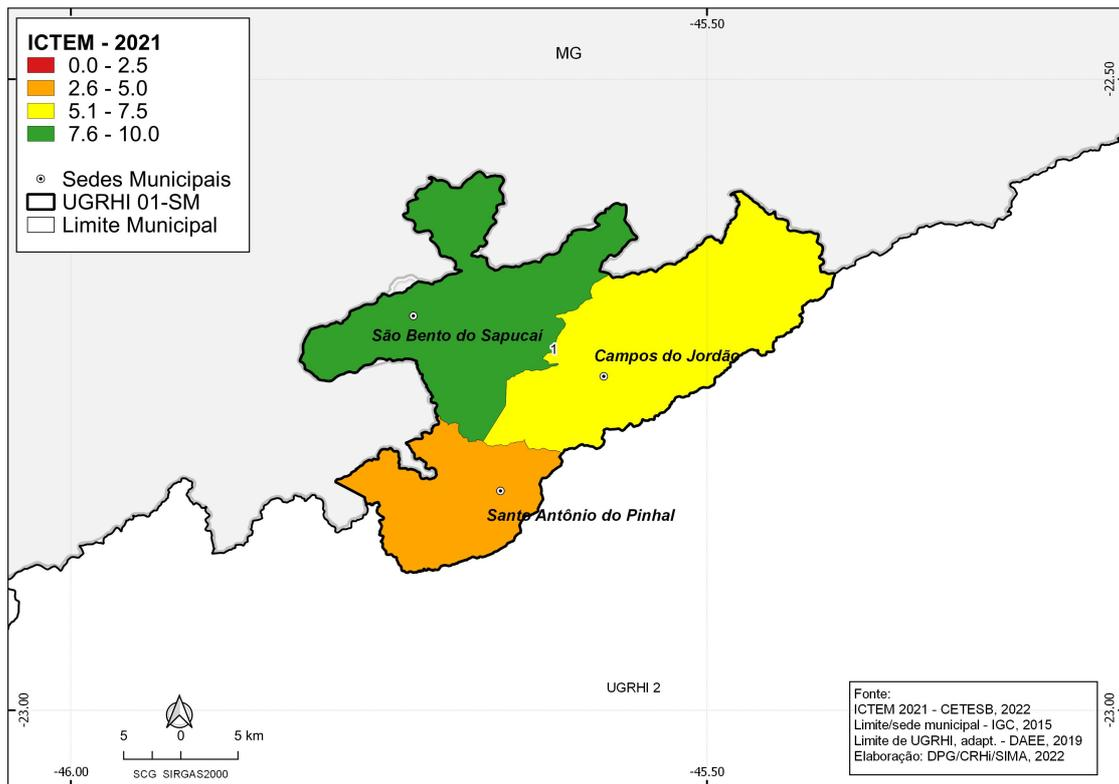 ICTEM - 2021
0.0 - 2.5
2.6 - 5.0
5.1 - 7.5
7.6 - 10.0
Sedes Municipais
UGRHI 01-SM
Limite Municipal
-45.50
MG
-22.50
São Bento do Sapucaí
1
Campos do Jordão
Santo Antônio do Pinhal
UGRHI 2
-23.00
-23.00
5 0 5 km
SCG SIRGAS2000
-46.00
-45.50
Fonte:
ICTEM 2021 - CETESB, 2022
Limite/sede municipal - IGC, 2015
Limite de UGRHI, adapt. - DAEE, 2019
Elaboração: DPG/CRHi/SIMA, 2022